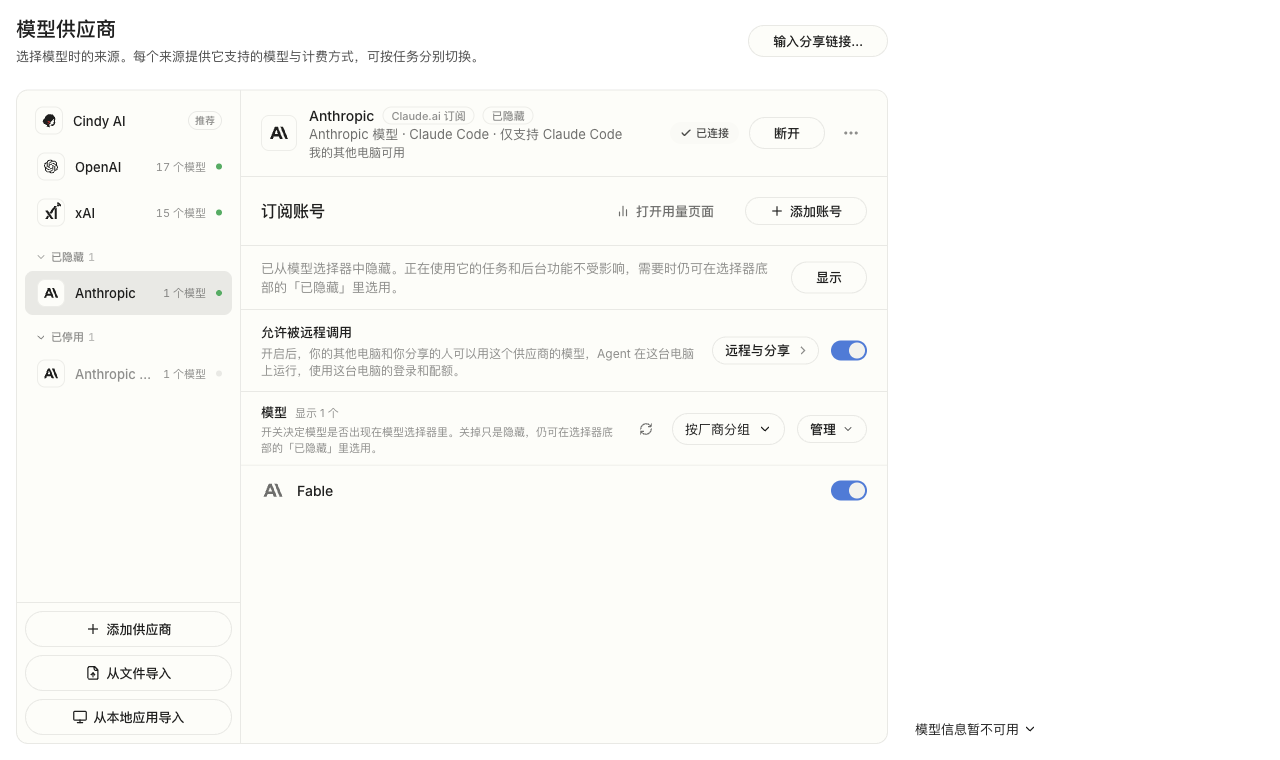 模型供应商
选择模型时的来源。每个来源提供它支持的模型与计费方式，可按任务分别切换。
输入分享链接...
Cindy AI 推荐
OpenAI 17 个模型
xAI 15 个模型
已隐藏 1
Anthropic 1 个模型
已停用 1
Anthropic ... 1 个模型
添加供应商
从文件导入
从本地应用导入
Anthropic Claude.ai 订阅 已隐藏
Anthropic 模型 · Claude Code · 仅支持 Claude Code
我的其他电脑可用
已连接 断开
订阅账号 打开用量页面 添加账号
已从模型选择器中隐藏。正在使用它的任务和后台功能不受影响，需要时仍可在选择器底
部的「已隐藏」里选用。
显示
允许被远程调用
开启后，你的其他电脑和你分享的人可以用这个供应商的模型，Agent 在这台电脑
上运行，使用这台电脑的登录和配额。
远程与分享
模型 显示 1 个
开关决定模型是否出现在模型选择器里。关掉只是隐藏，仍可在选择器底
部的「已隐藏」里选用。
按厂商分组 管理
Fable
模型信息暂不可用